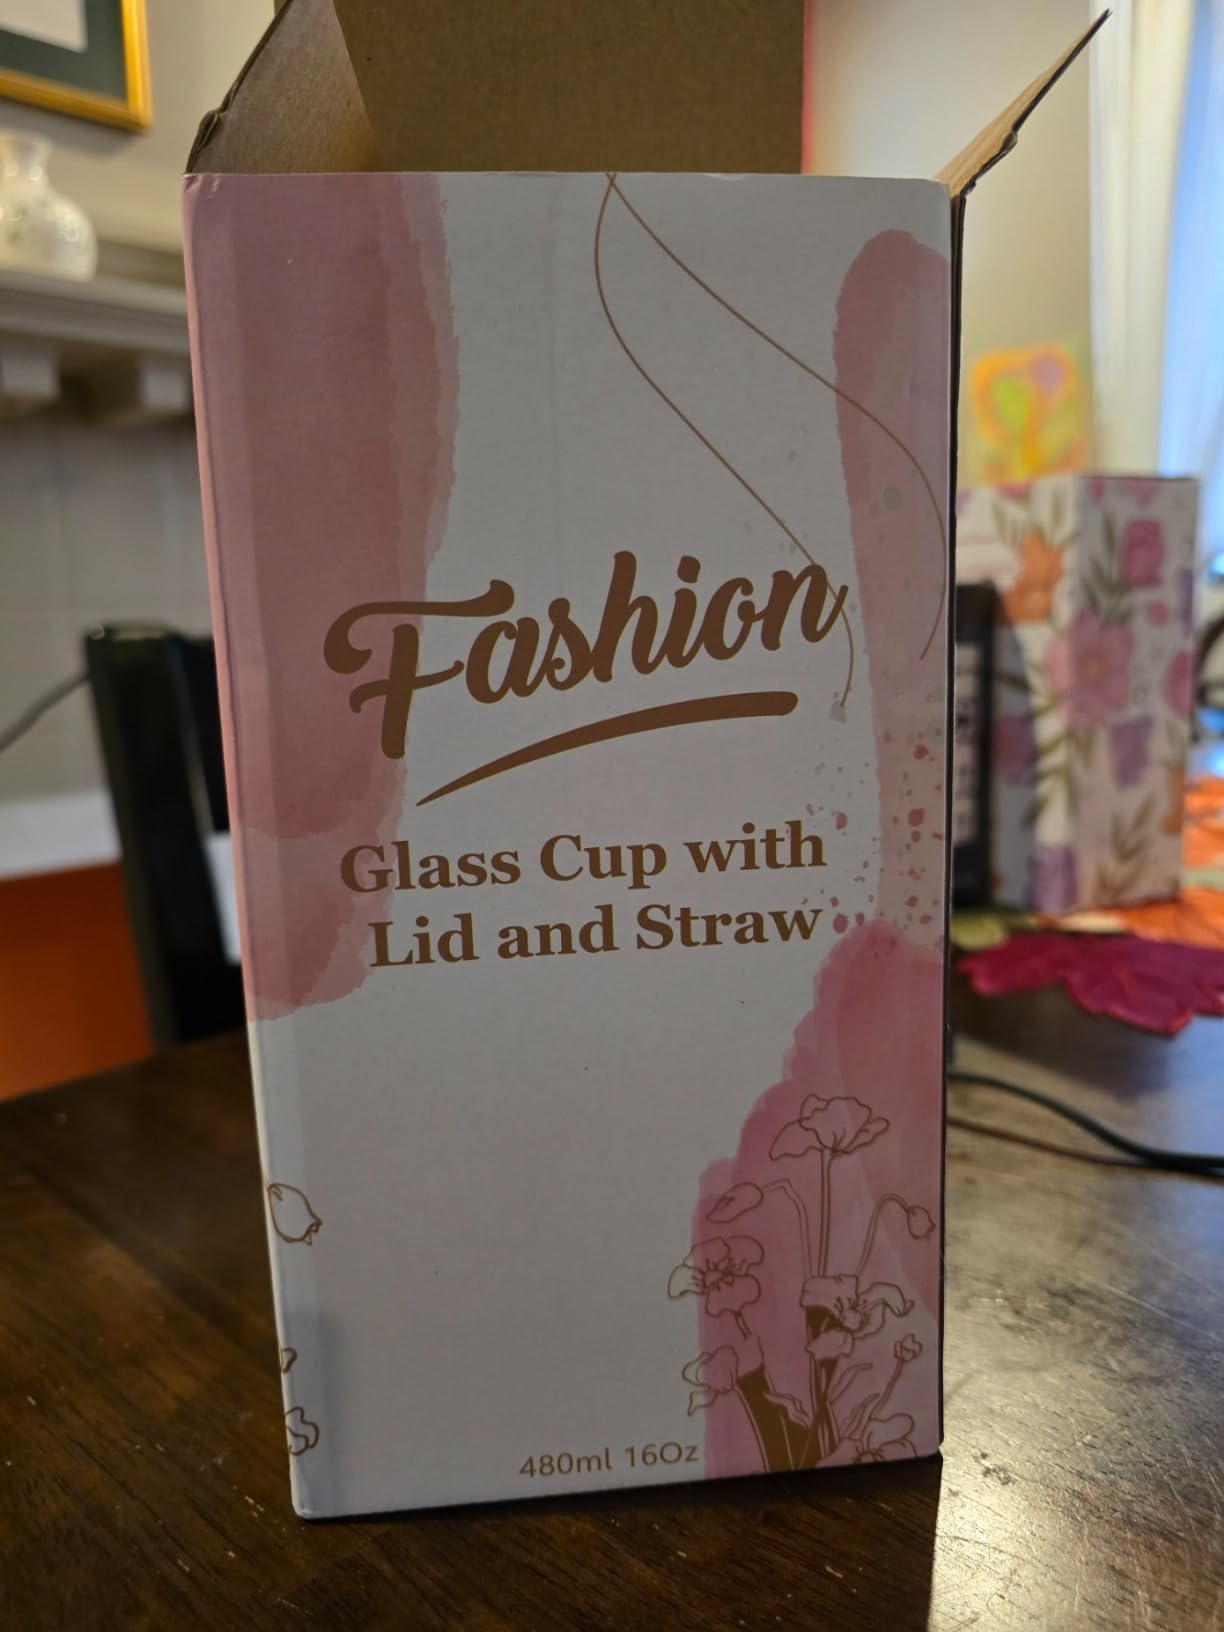 Fashion
Glass Cup with
Lid and Straw
480ml 16Oz